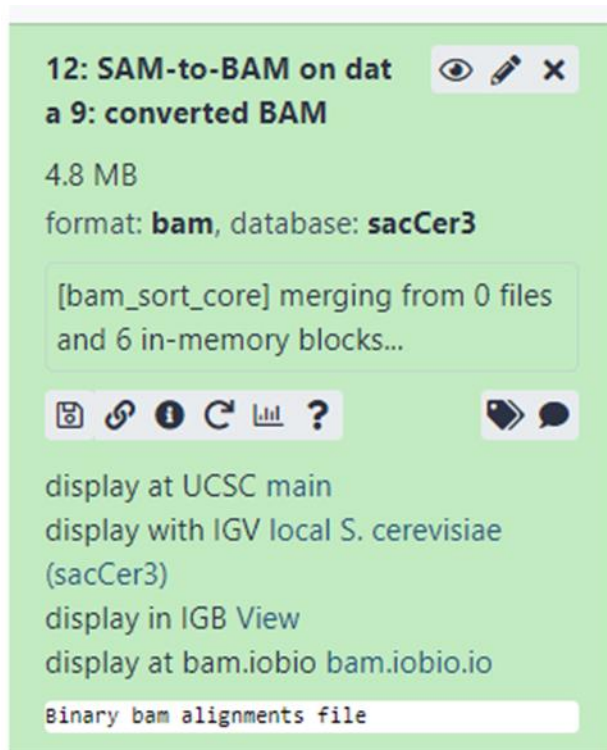 12: SAM-to-BAM on dat
a 9: converted BAM
4.8 MB
format: bam, database: sacCer3
[bam_sort_core] merging from 0 files
and 6 in-memory blocks...
display at UCSC main
display with IGV local S. cerevisiae
(sacCer3)
display in IGB View
display at bam.iobio bam.iobio.io
Binary bam alignments file